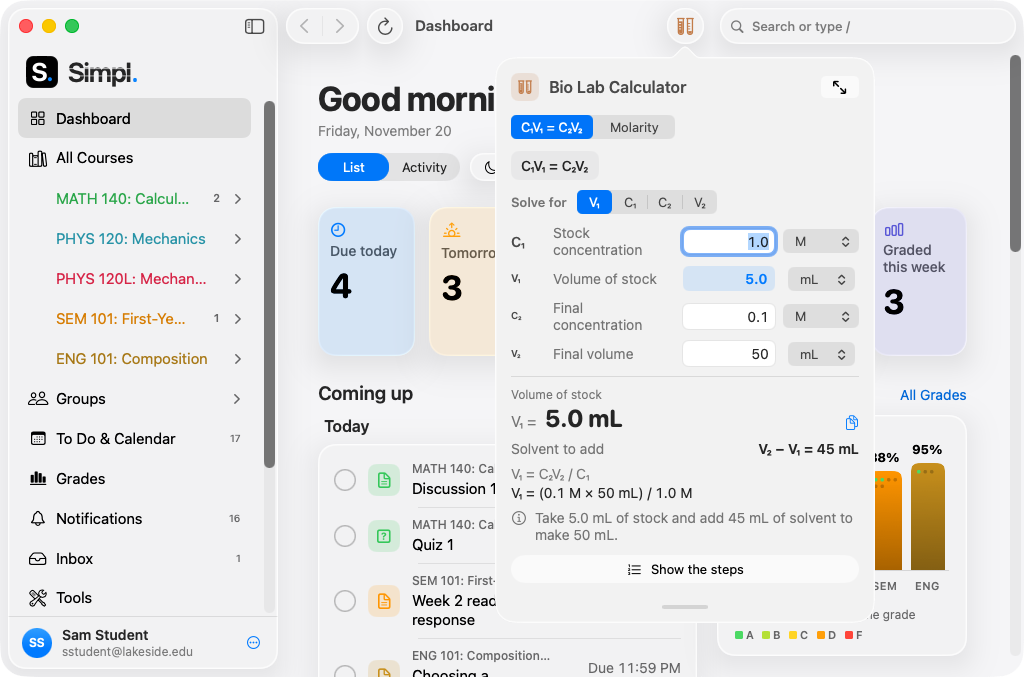 Dashboard
Search or type /
S.
Simpl.
Dashboard
All Courses
MATH 140: Calcul... 2
PHYS 120: Mechanics
PHYS 120L: Mechan...
SEM 101: First-Ye... 1
ENG 101: Composition
Groups
To Do & Calendar 17
Grades
Notifications 16
Inbox 1
Tools
SS
Sam Student
sstudent@lakeside.edu
Good morni
Friday, November 20
List Activity
Due today
4
Tomorro
3
Graded
this week
3
Coming up
Today
MATH 140: Ca
Discussion 1
MATH 140: Ca
Quiz 1
SEM 101: First-
Week 2 read
response
ENG 101: Composition...
Choosing a
Due 11:59 PM
Bio Lab Calculator
C₁V₁ = C₂V₂ Molarity
C₁V₁ = C₂V₂
Solve for V₁ C₁ C₂ V₂
C₁ Stock concentration 1.0 M
V₁ Volume of stock 5.0 mL
C₂ Final concentration 0.1 M
V₂ Final volume 50 mL
Volume of stock
V₁ = 5.0 mL
Solvent to add V₂ − V₁ = 45 mL
V₁ = C₂V₂ / C₁
V₁ = (0.1 M × 50 mL) / 1.0 M
Take 5.0 mL of stock and add 45 mL of solvent to
make 50 mL.
Show the steps
All Grades
38% 95%
SEM ENG
grade
A B C D F